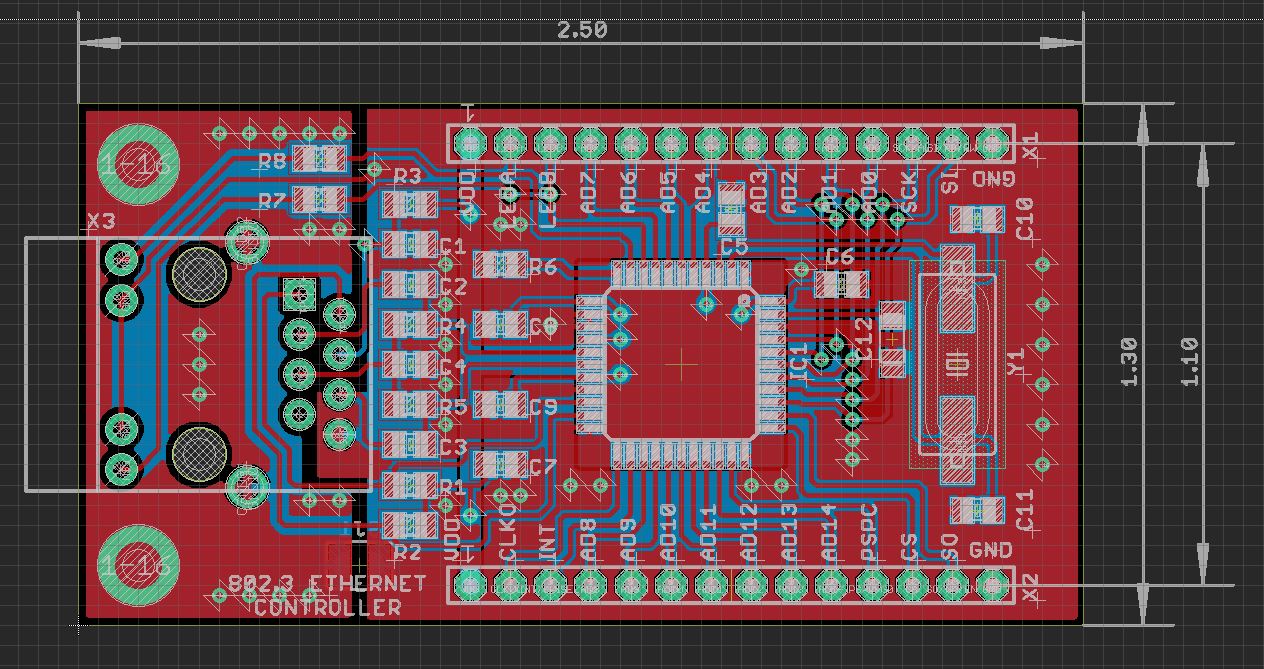 2.50
1-16
R8
R7
R3
X3
VDD
LEDA
LEDB
AD7
AD6
AD5
AD4
AD3
AD2
AD1
AD0
SCK
SI
GND
X1
1
C10
C5
C1
C2
R6
C6
C8
R4
C4
R5
C9
C3
C7
R1
R2
IC1
C12
Y1
1.30
1.10
C11
VDD
CLKO
INT
AD8
AD9
AD10
AD11
AD12
AD13
AD14
PSPC
CS
SO
GND
X2
1
1-16
802.3 ETHERNET
CONTROLLER